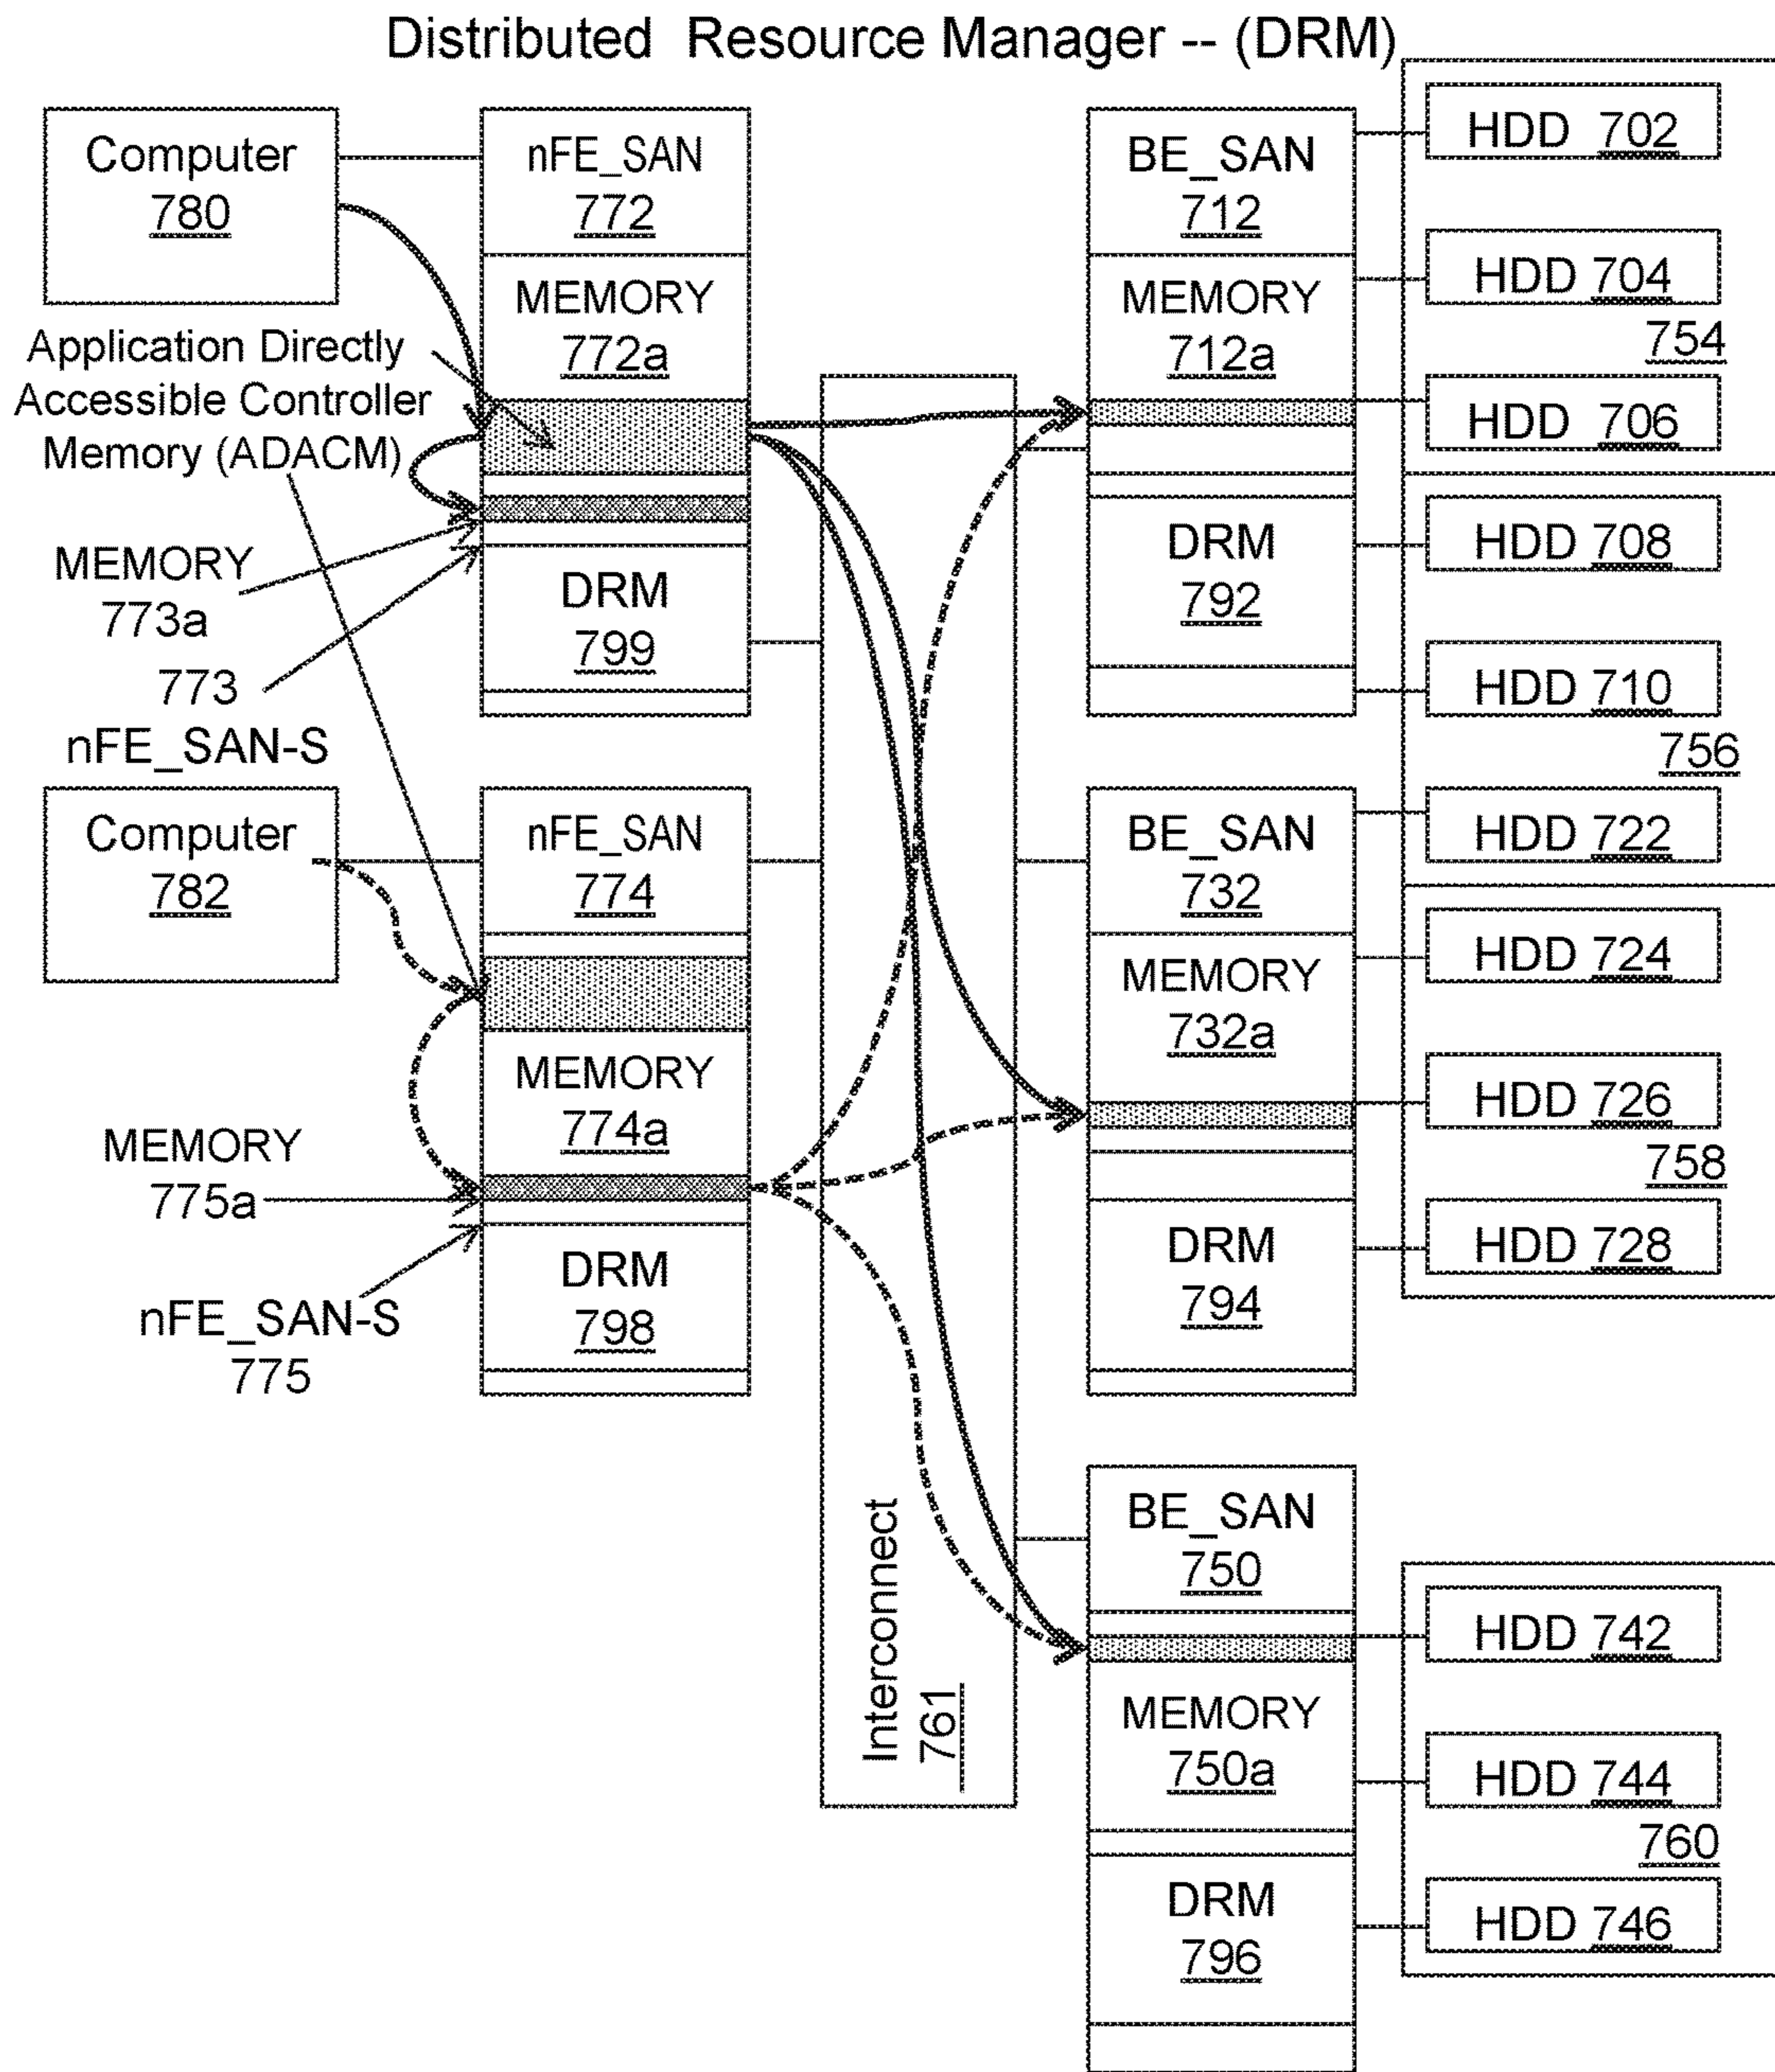 Distributed Resource Manager -- (DRM)
Computer
780
nFE_SAN
772
MEMORY
772a
Application Directly
Accessible Controller
Memory (ADACM)
MEMORY
773a
773
nFE_SAN-S
DRM
799
Computer
782
nFE_SAN
774
MEMORY
774a
MEMORY
775a
nFE_SAN-S
775
DRM
798
Interconnect
761
BE_SAN
712
MEMORY
712a
DRM
792
BE_SAN
732
MEMORY
732a
DRM
794
BE_SAN
750
MEMORY
750a
DRM
796
HDD 702
HDD 704
754
HDD 706
HDD 708
HDD 710
756
HDD 722
HDD 724
HDD 726
758
HDD 728
HDD 742
HDD 744
760
HDD 746